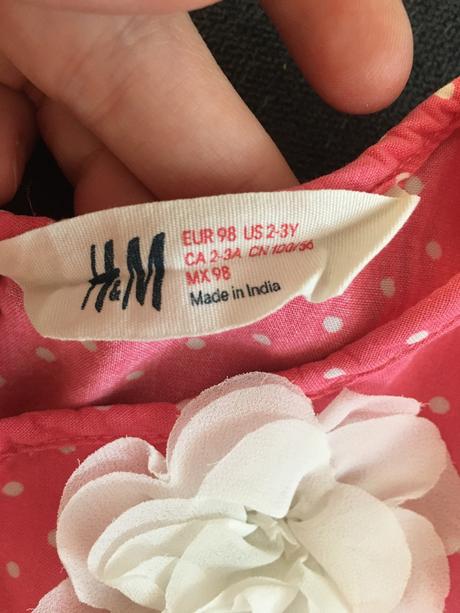 H&M
EUR 98 US 2-3Y
CA 2-3A CN 100/56
MX 98
Made in India